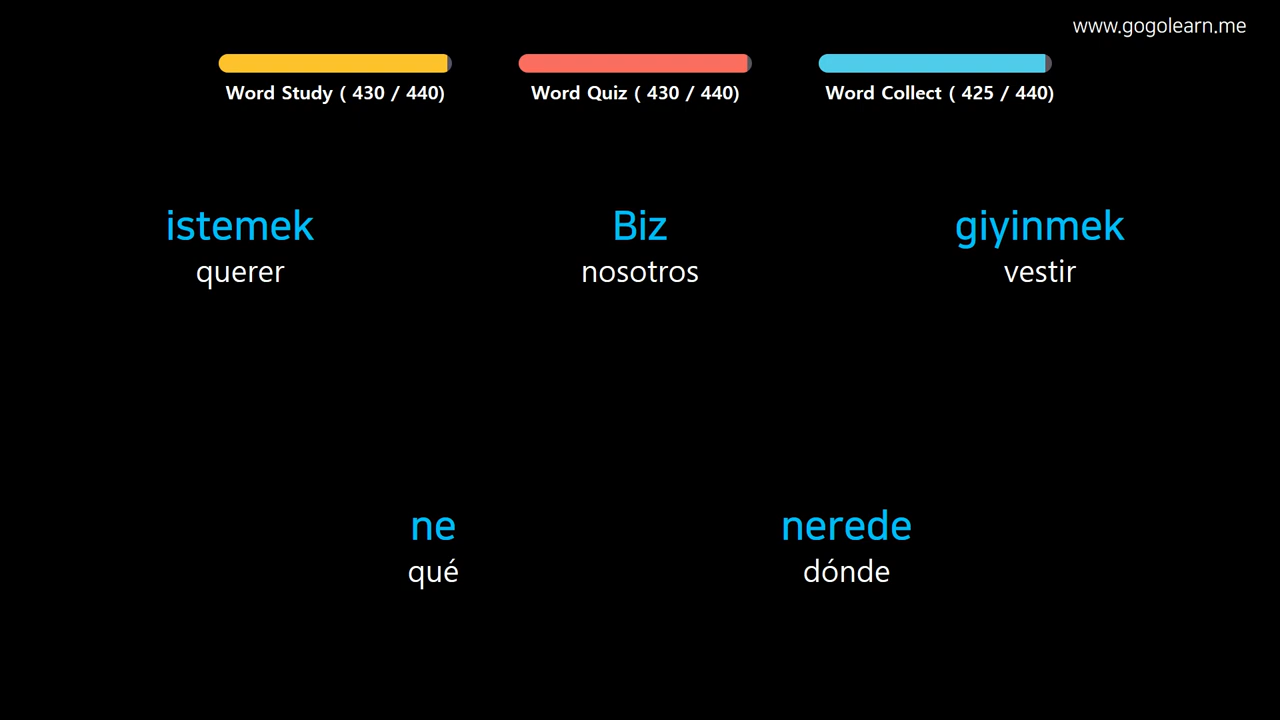 www.gogolearn.me
Word Study ( 430 / 440)
Word Quiz ( 430 / 440)
Word Collect ( 425 / 440)
istemek
querer
Biz
nosotros
giyinmek
vestir
ne
qué
nerede
dónde